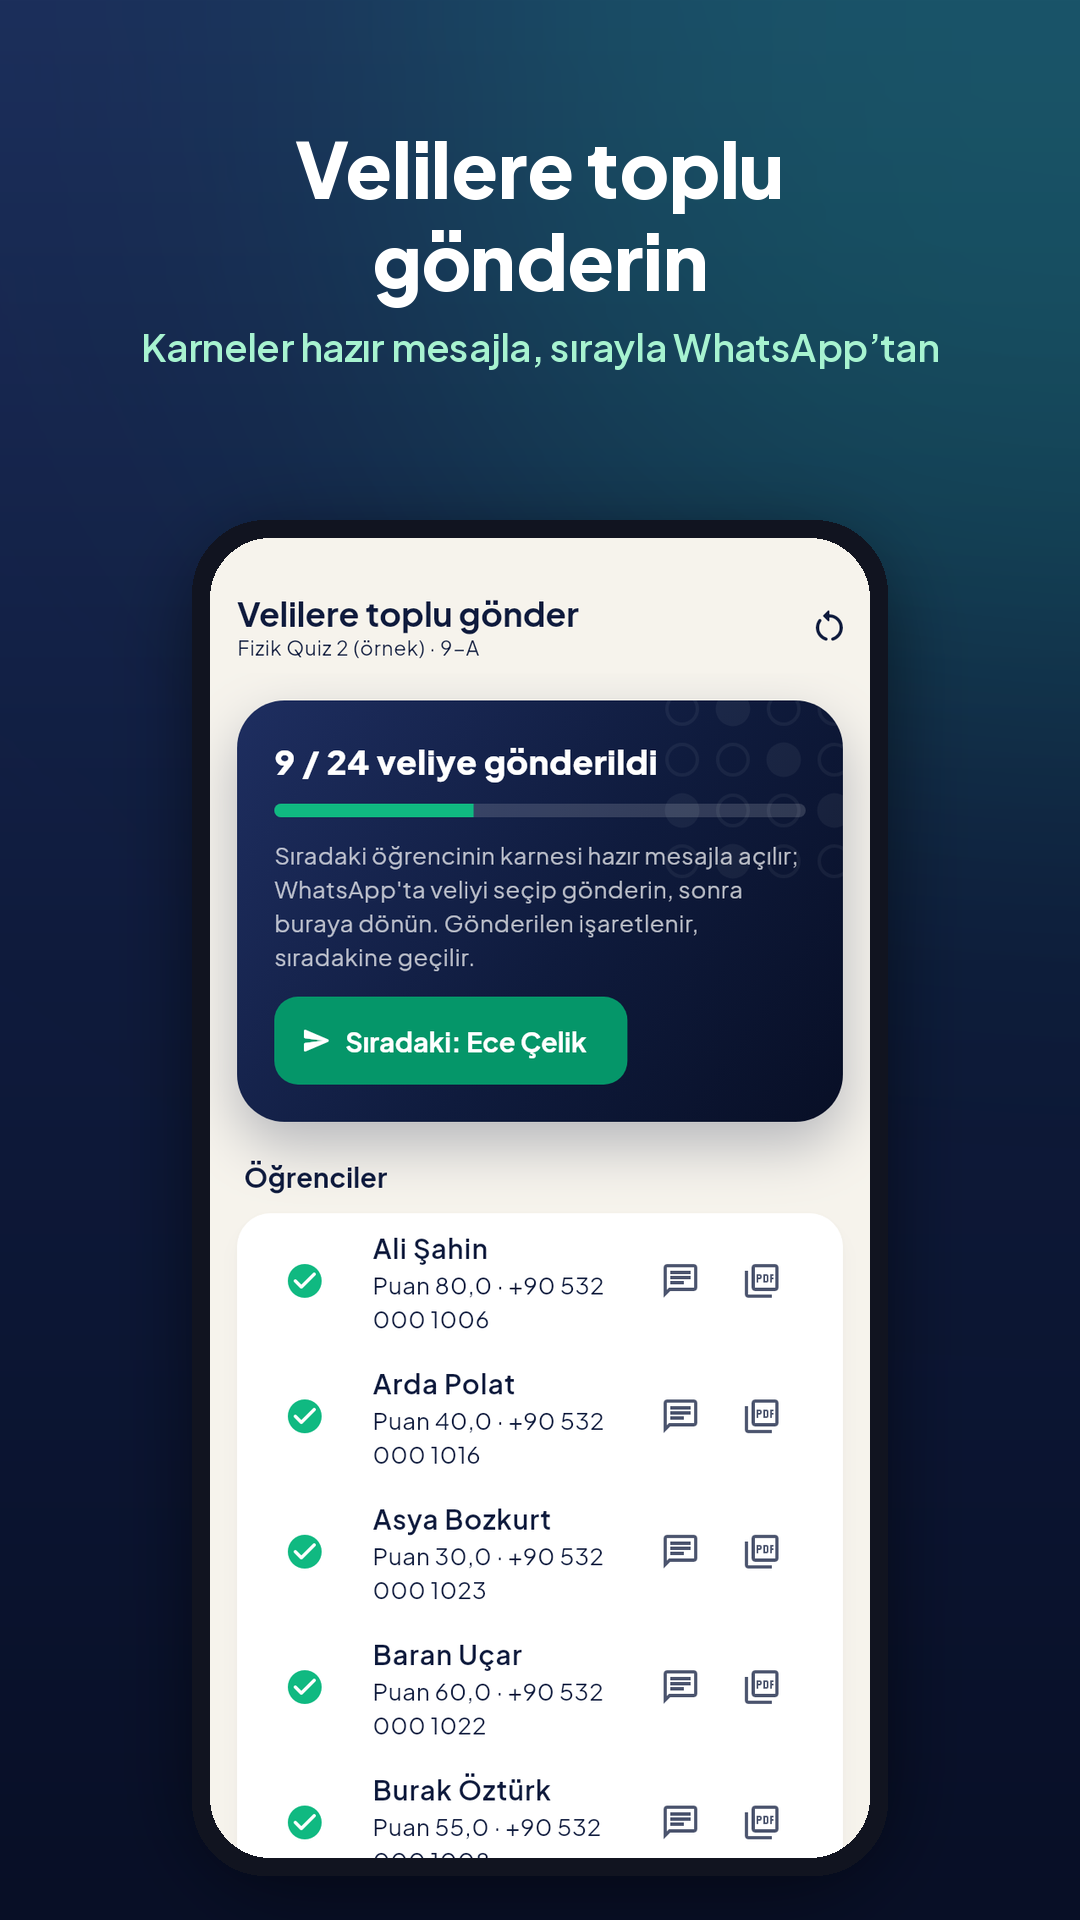 Velilere toplu
gönderin
Karneler hazır mesajla, sırayla WhatsApp’tan
Velilere toplu gönder
Fizik Quiz 2 (örnek) · 9-A
9 / 24 veliye gönderildi
Sıradaki öğrencinin karnesi hazır mesajla açılır;
WhatsApp'ta veliyi seçip gönderin, sonra
buraya dönün. Gönderilen işaretlenir,
sıradakine geçilir.
Sıradaki: Ece Çelik
Öğrenciler
Ali Şahin
Puan 80,0 · +90 532
000 1006
PDF
Arda Polat
Puan 40,0 · +90 532
000 1016
PDF
Asya Bozkurt
Puan 30,0 · +90 532
000 1023
PDF
Baran Uçar
Puan 60,0 · +90 532
000 1022
PDF
Burak Öztürk
Puan 55,0 · +90 532
PDF